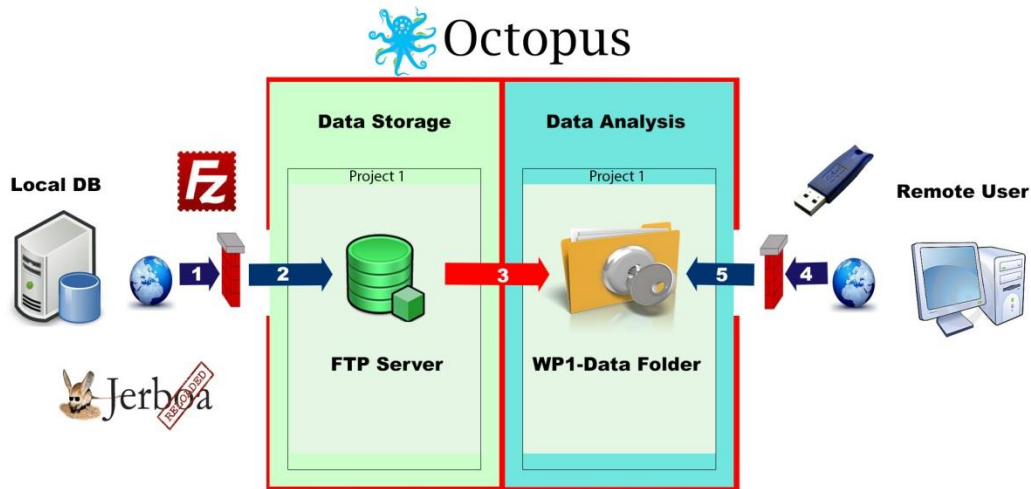 Octopus
Data Storage
Data Analysis
Fz
Local DB
Project 1
Project 1
Remote User
1
2
3
5
4
FTP Server
WP1-Data Folder
Jerboa
RELOADED